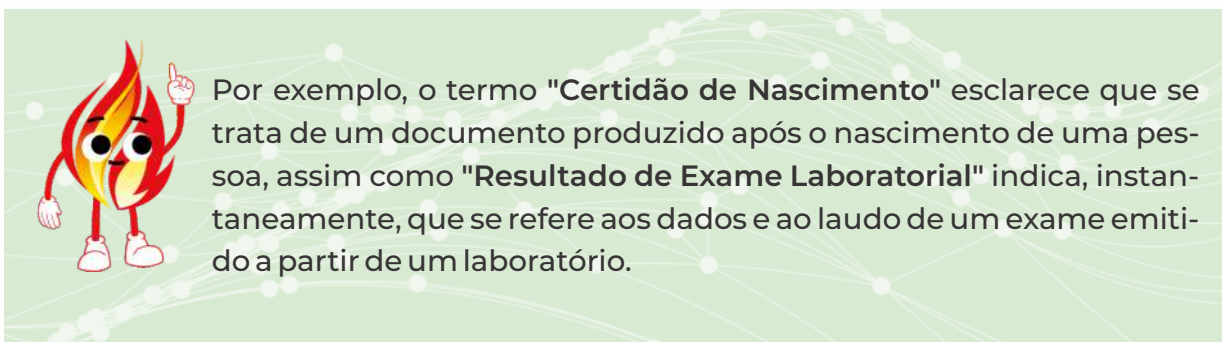 Por exemplo, o termo "Certidão de Nascimento" esclarece que se
trata de um documento produzido após o nascimento de uma pes-
soa, assim como "Resultado de Exame Laboratorial" indica, instan-
taneamente, que se refere aos dados e ao laudo de um exame emiti-
do a partir de um laboratório.